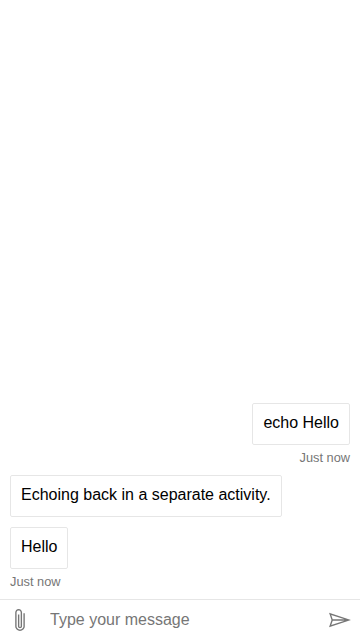 echo Hello
Just now
Echoing back in a separate activity.
Hello
Just now
Type your message